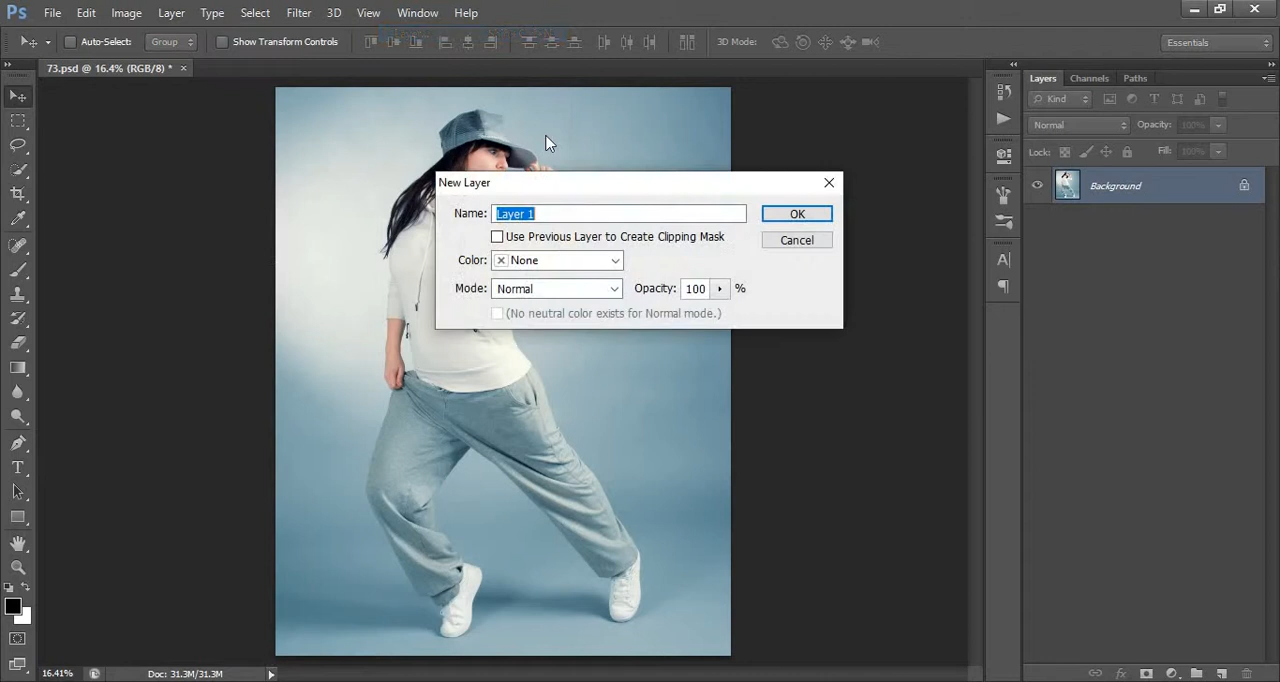 Ps File Edit Image Layer Type Select Filter 3D View Window Help
Auto-Select: Group Show Transform Controls 3D Mode: Essentials
73.psd @ 16.4% (RGB/8) * ×
Layers Channels Paths
Kind
Normal Opacity: 100%
Lock: Fill: 100%
Background
New Layer
Name: Layer 1 OK
Use Previous Layer to Create Clipping Mask Cancel
Color: None
Mode: Normal Opacity: 100 %
(No neutral color exists for Normal mode.)
16.41% Doc: 31.3M/31.3M